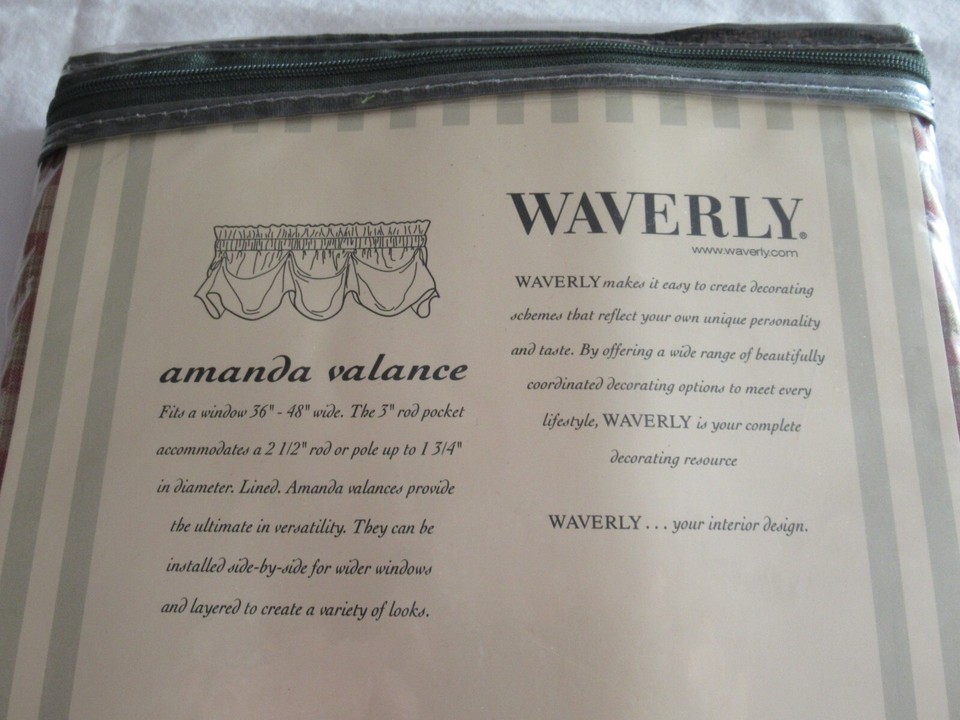 amanda valance
Fits a window 36" - 48" wide. The 3" rod pocket
accommodates a 2 1/2" rod or pole up to 1 3/4"
in diameter. Lined. Amanda valances provide
the ultimate in versatility. They can be
installed side-by-side for wider windows
and layered to create a variety of looks.
WAVERLY®
www.waverly.com
WAVERLY makes it easy to create decorating
schemes that reflect your own unique personality
and taste. By offering a wide range of beautifully
coordinated decorating options to meet every
lifestyle, WAVERLY is your complete
decorating resource
WAVERLY . . . your interior design.